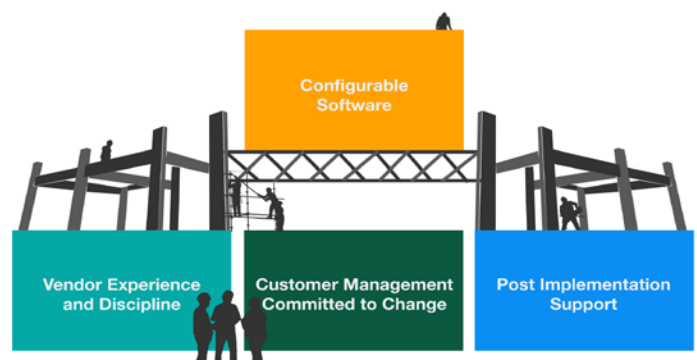 Configurable
Software
Vendor Experience
and Discipline
Customer Management
Committed to Change
Post Implementation
Support